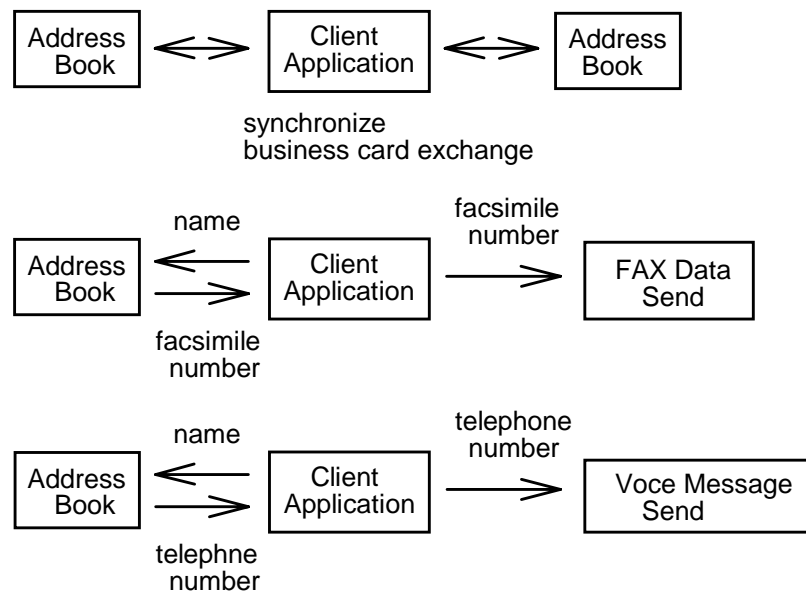 Address
Book
Client
Application
Address
Book
synchronize
business card exchange
name
facsimile
number
Address
Book
Client
Application
FAX Data
Send
facsimile
number
name
telephone
number
Address
Book
Client
Application
Voce Message
Send
telephne
number